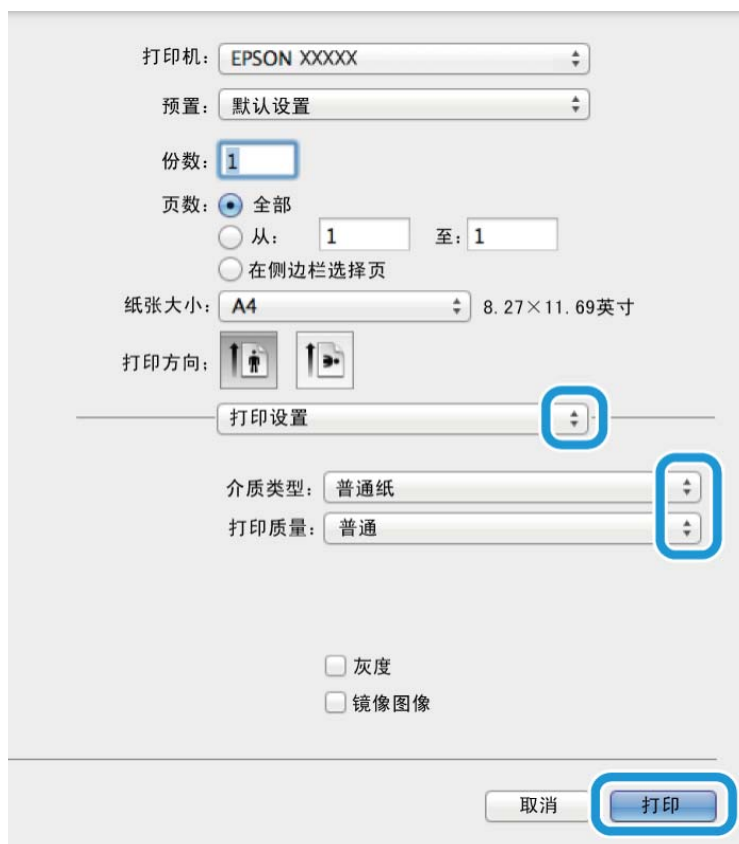 打印机： EPSON XXXXX
预置： 默认设置
份数： 1
页数： 全部
从： 1 至： 1
在侧边栏选择页
纸张大小： A4 8.27×11.69英寸
打印方向：
打印设置
介质类型： 普通纸
打印质量： 普通
灰度
镜像图像
取消 打印